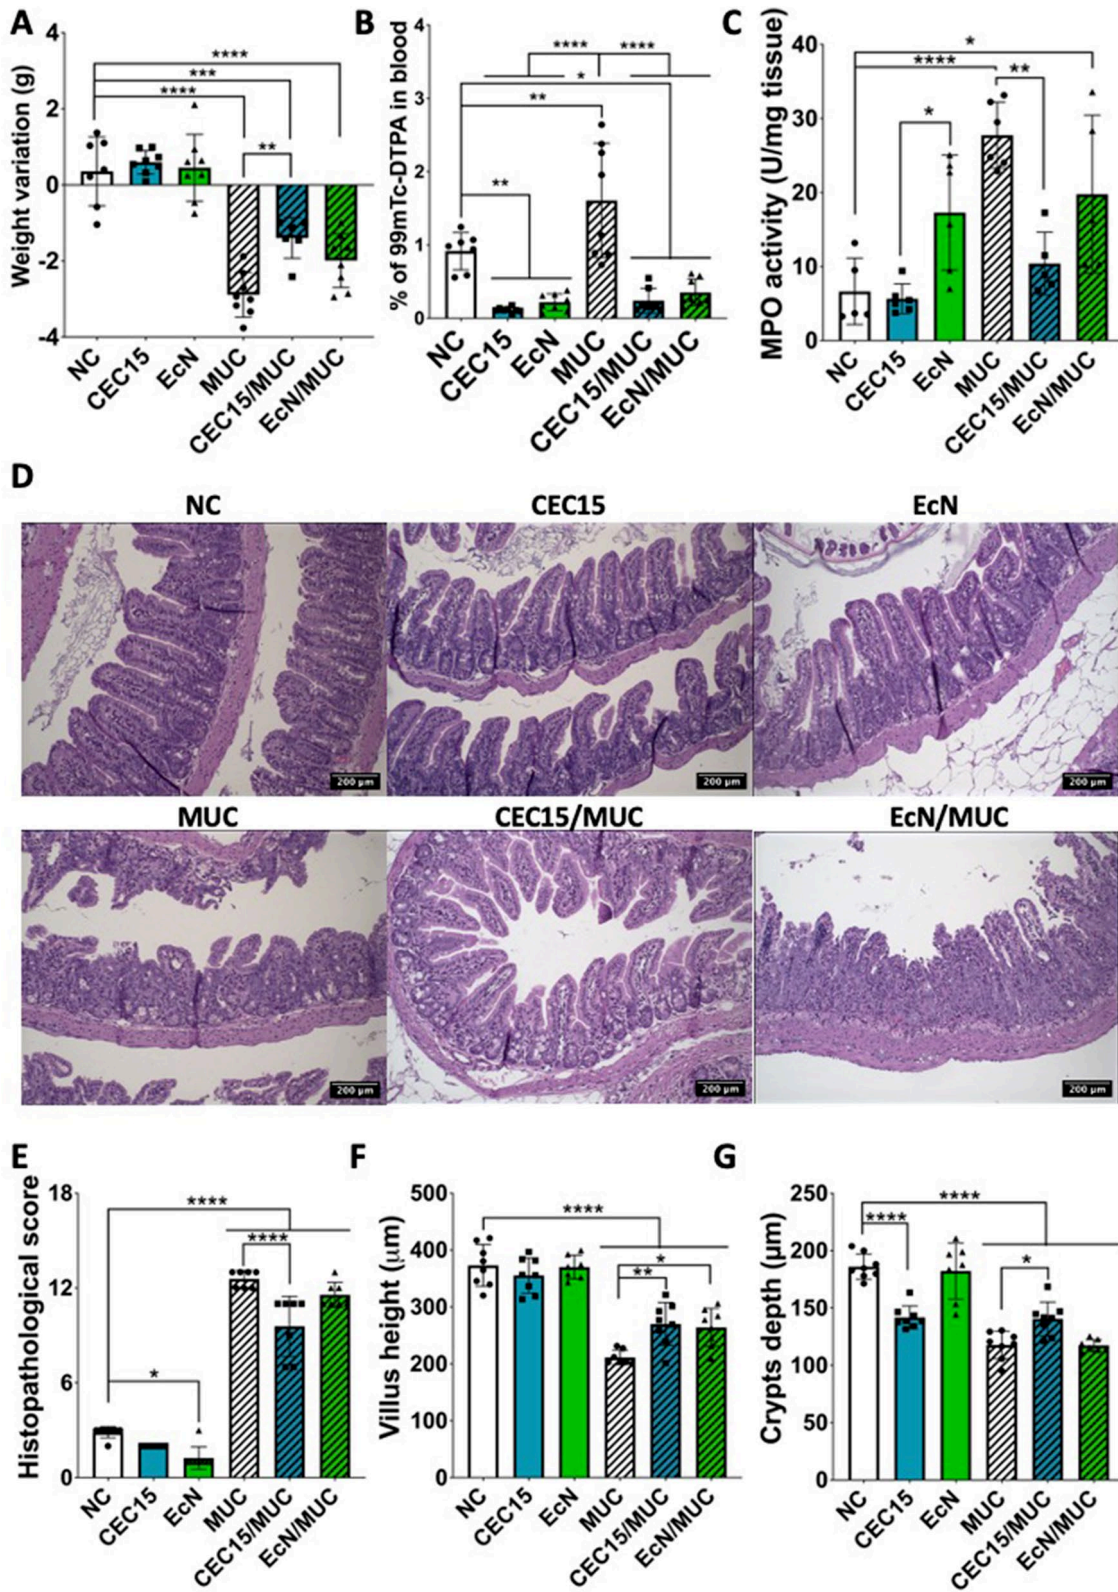 A
B
C
Weight variation (g)
4
2
0
-2
-4
****
***
****
**
NC
CEC15
EcN
MUC
CEC15/MUC
EcN/MUC
% of 99mTc-DTPA in blood
4
3
2
1
0
**** ****
*
**
**
NC
CEC15
EcN
MUC
CEC15/MUC
EcN/MUC
MPO activity (U/mg tissue)
40
30
20
10
0
*
****
**
*
NC
CEC15
EcN
MUC
CEC15/MUC
EcN/MUC
D
NC
CEC15
EcN
200 µm
200 µm
200 µm
MUC
CEC15/MUC
EcN/MUC
200 µm
200 µm
200 µm
E
F
G
Histopathological score
18
12
6
0
****
****
*
NC
CEC15
EcN
MUC
CEC15/MUC
EcN/MUC
Villus height (µm)
500
400
300
200
100
0
****
*
**
NC
CEC15
EcN
MUC
CEC15/MUC
EcN/MUC
Crypts depth (µm)
250
200
150
100
50
0
****
****
*
NC
CEC15
EcN
MUC
CEC15/MUC
EcN/MUC